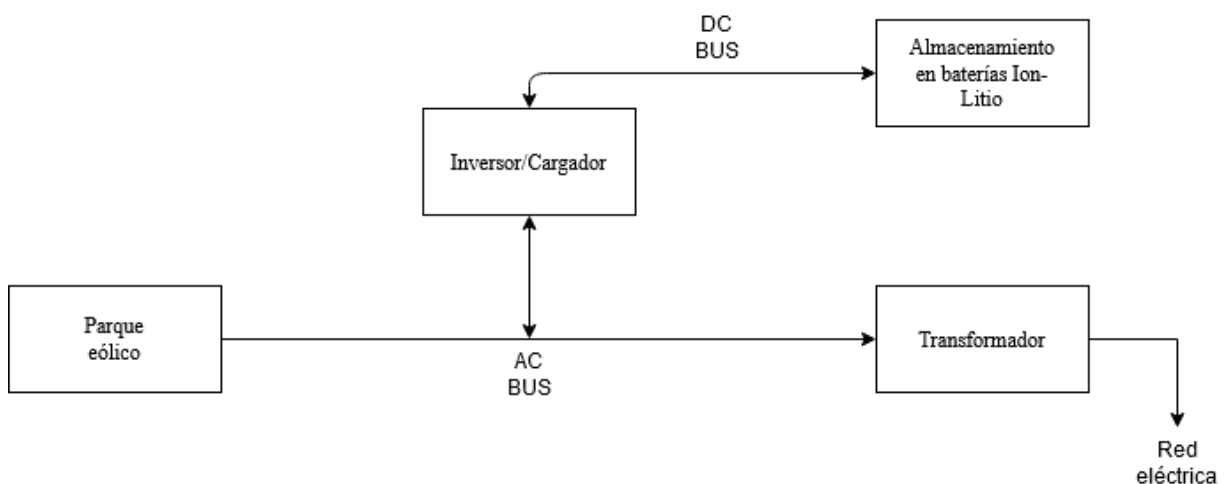 DC
BUS
Almacenamiento
en baterías Ion-
Litio
Inversor/Cargador
Parque
eólico
AC
BUS
Transformador
Red
eléctrica